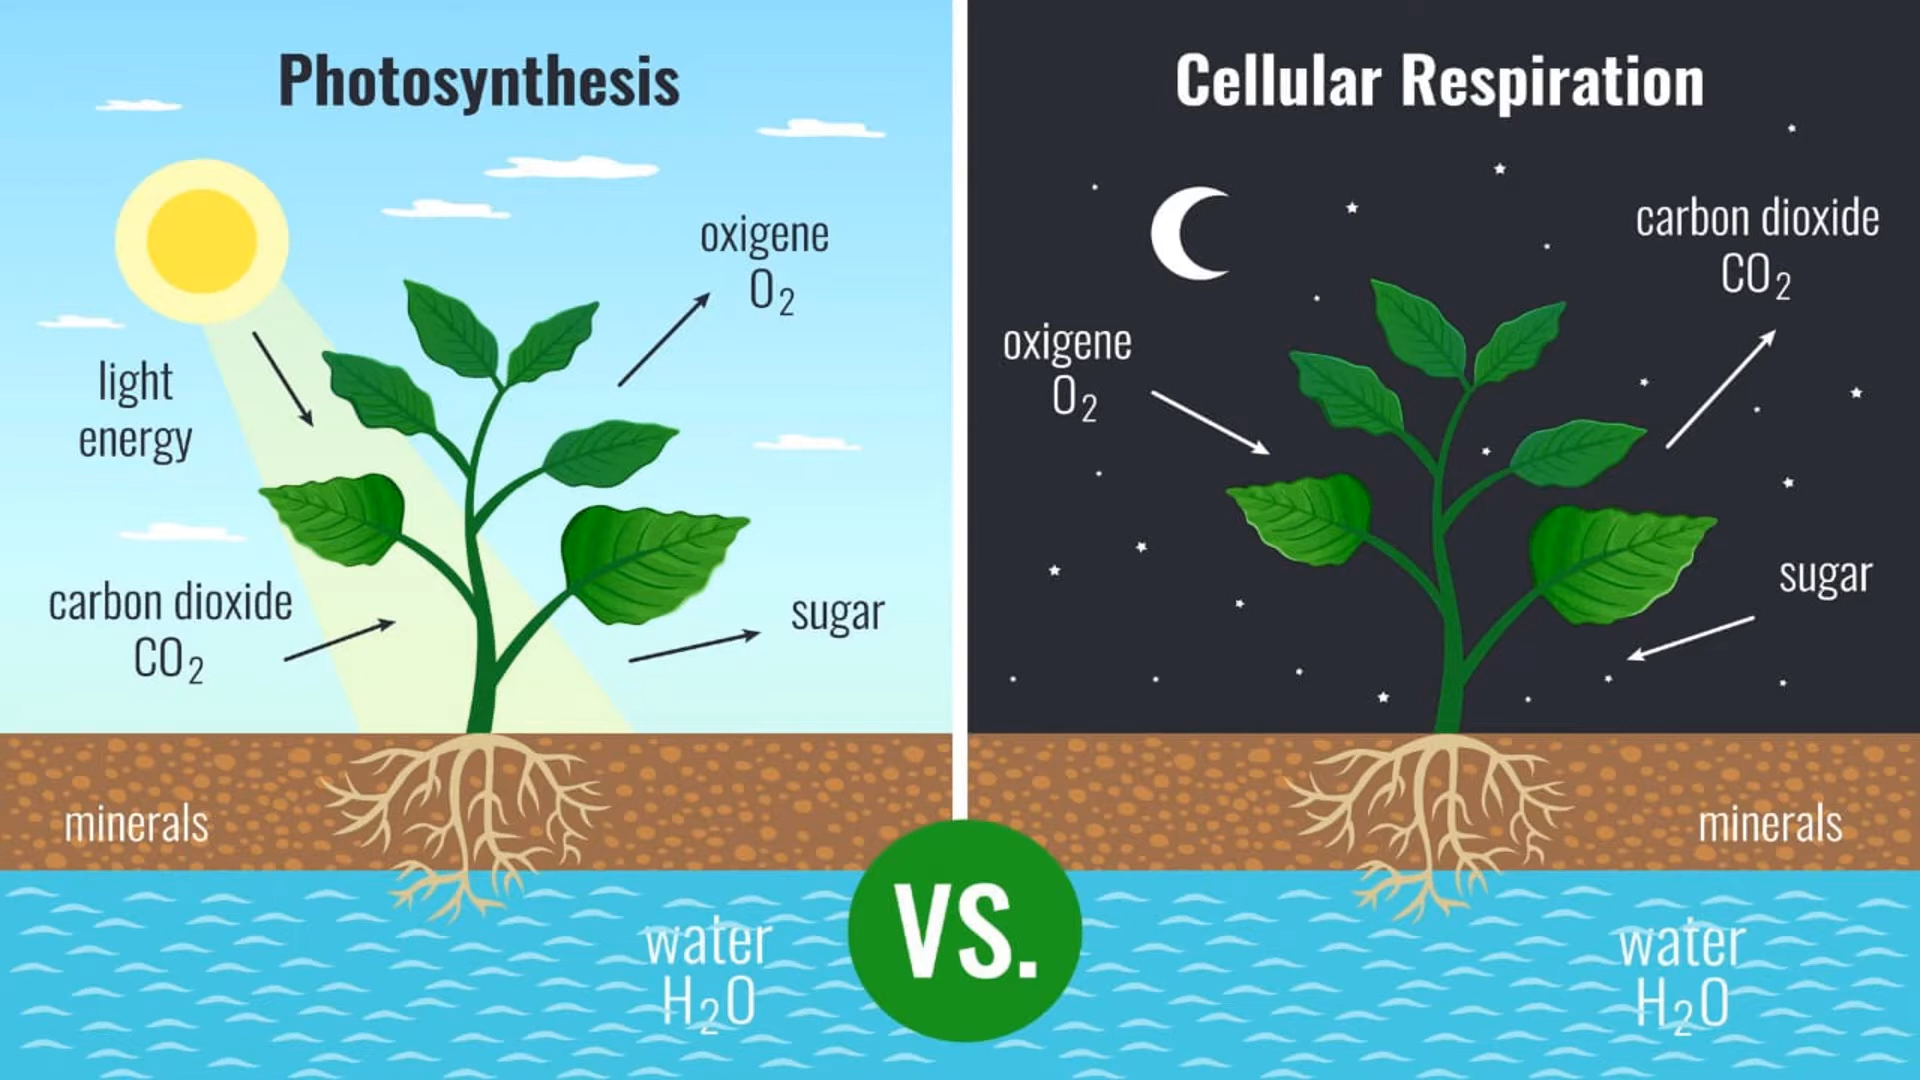 Photosynthesis
light
energy
carbon dioxide
CO₂
oxigene
O₂
sugar
minerals
water
H₂O
VS.
Cellular Respiration
oxigene
O₂
carbon dioxide
CO₂
sugar
minerals
water
H₂O